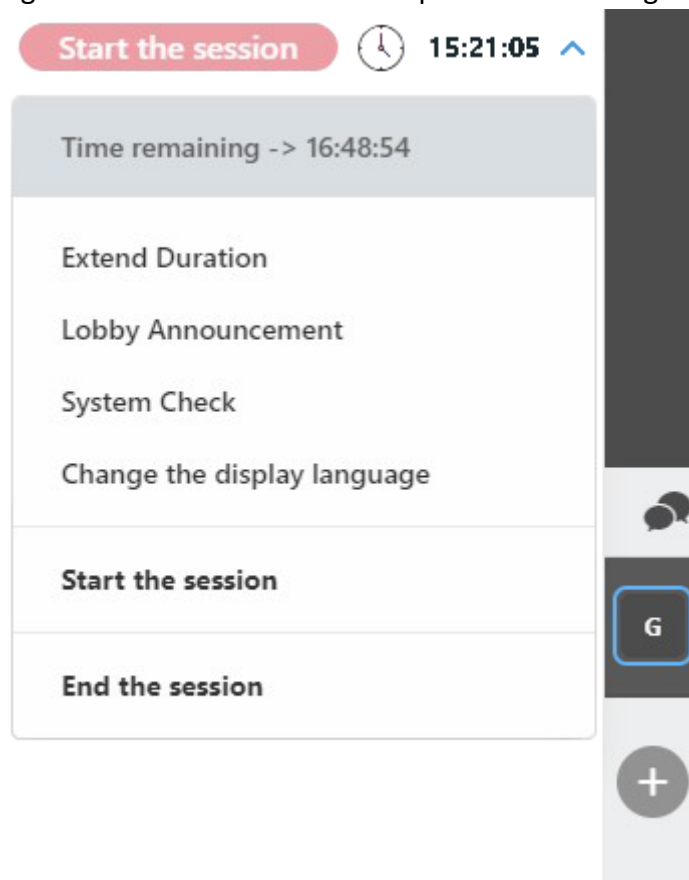 Start the session 15:21:05
Time remaining -> 16:48:54
Extend Duration
Lobby Announcement
System Check
Change the display language
Start the session
G
End the session
+